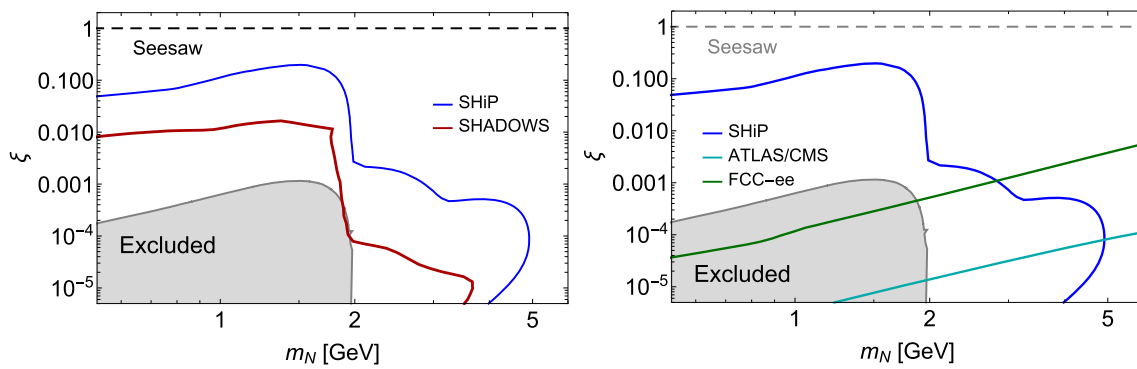 1
Seesaw
0.100
SHiP
SHADOWS
0.010
ξ
0.001
10⁻⁴
Excluded
10⁻⁵
1
2
5
m_N [GeV]
1
Seesaw
0.100
SHiP
0.010
ATLAS/CMS
ξ
FCC-ee
0.001
10⁻⁴
Excluded
10⁻⁵
1
2
5
m_N [GeV]